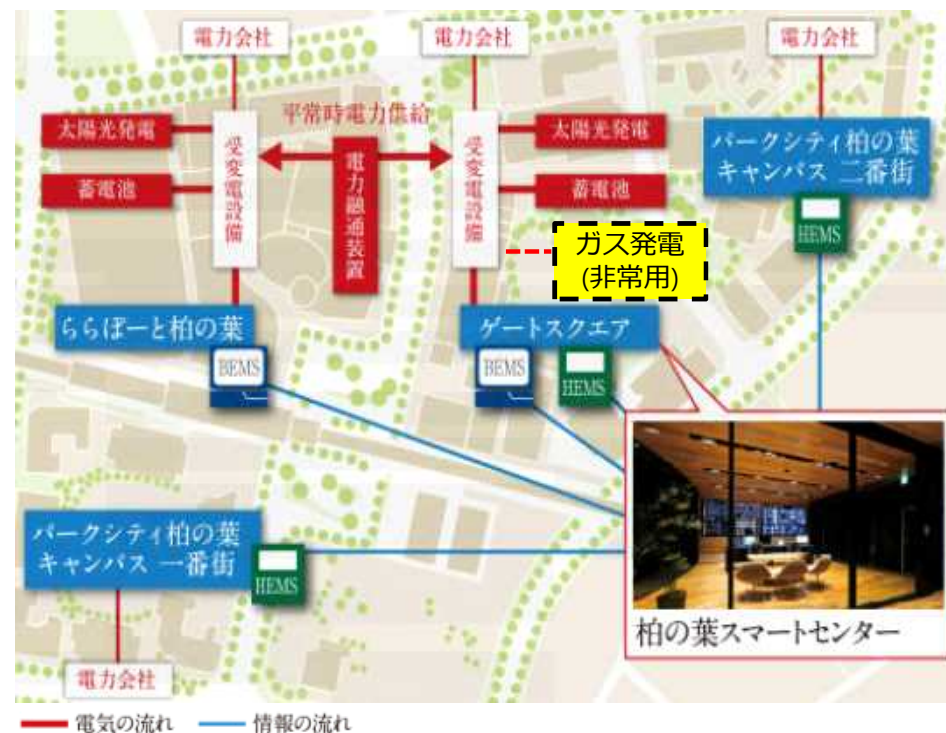 電力会社
電力会社
電力会社
平常時電力供給
太陽光発電
蓄電池
受変電設備
電力融通装置
受変電設備
太陽光発電
蓄電池
ガス発電
(非常用)
パークシティ柏の葉
キャンパス 二番街
HEMS
ららぽーと柏の葉
BEMS
ゲートスクエア
BEMS
HEMS
パークシティ柏の葉
キャンパス 一番街
HEMS
電力会社
柏の葉スマートセンター
電気の流れ
情報の流れ